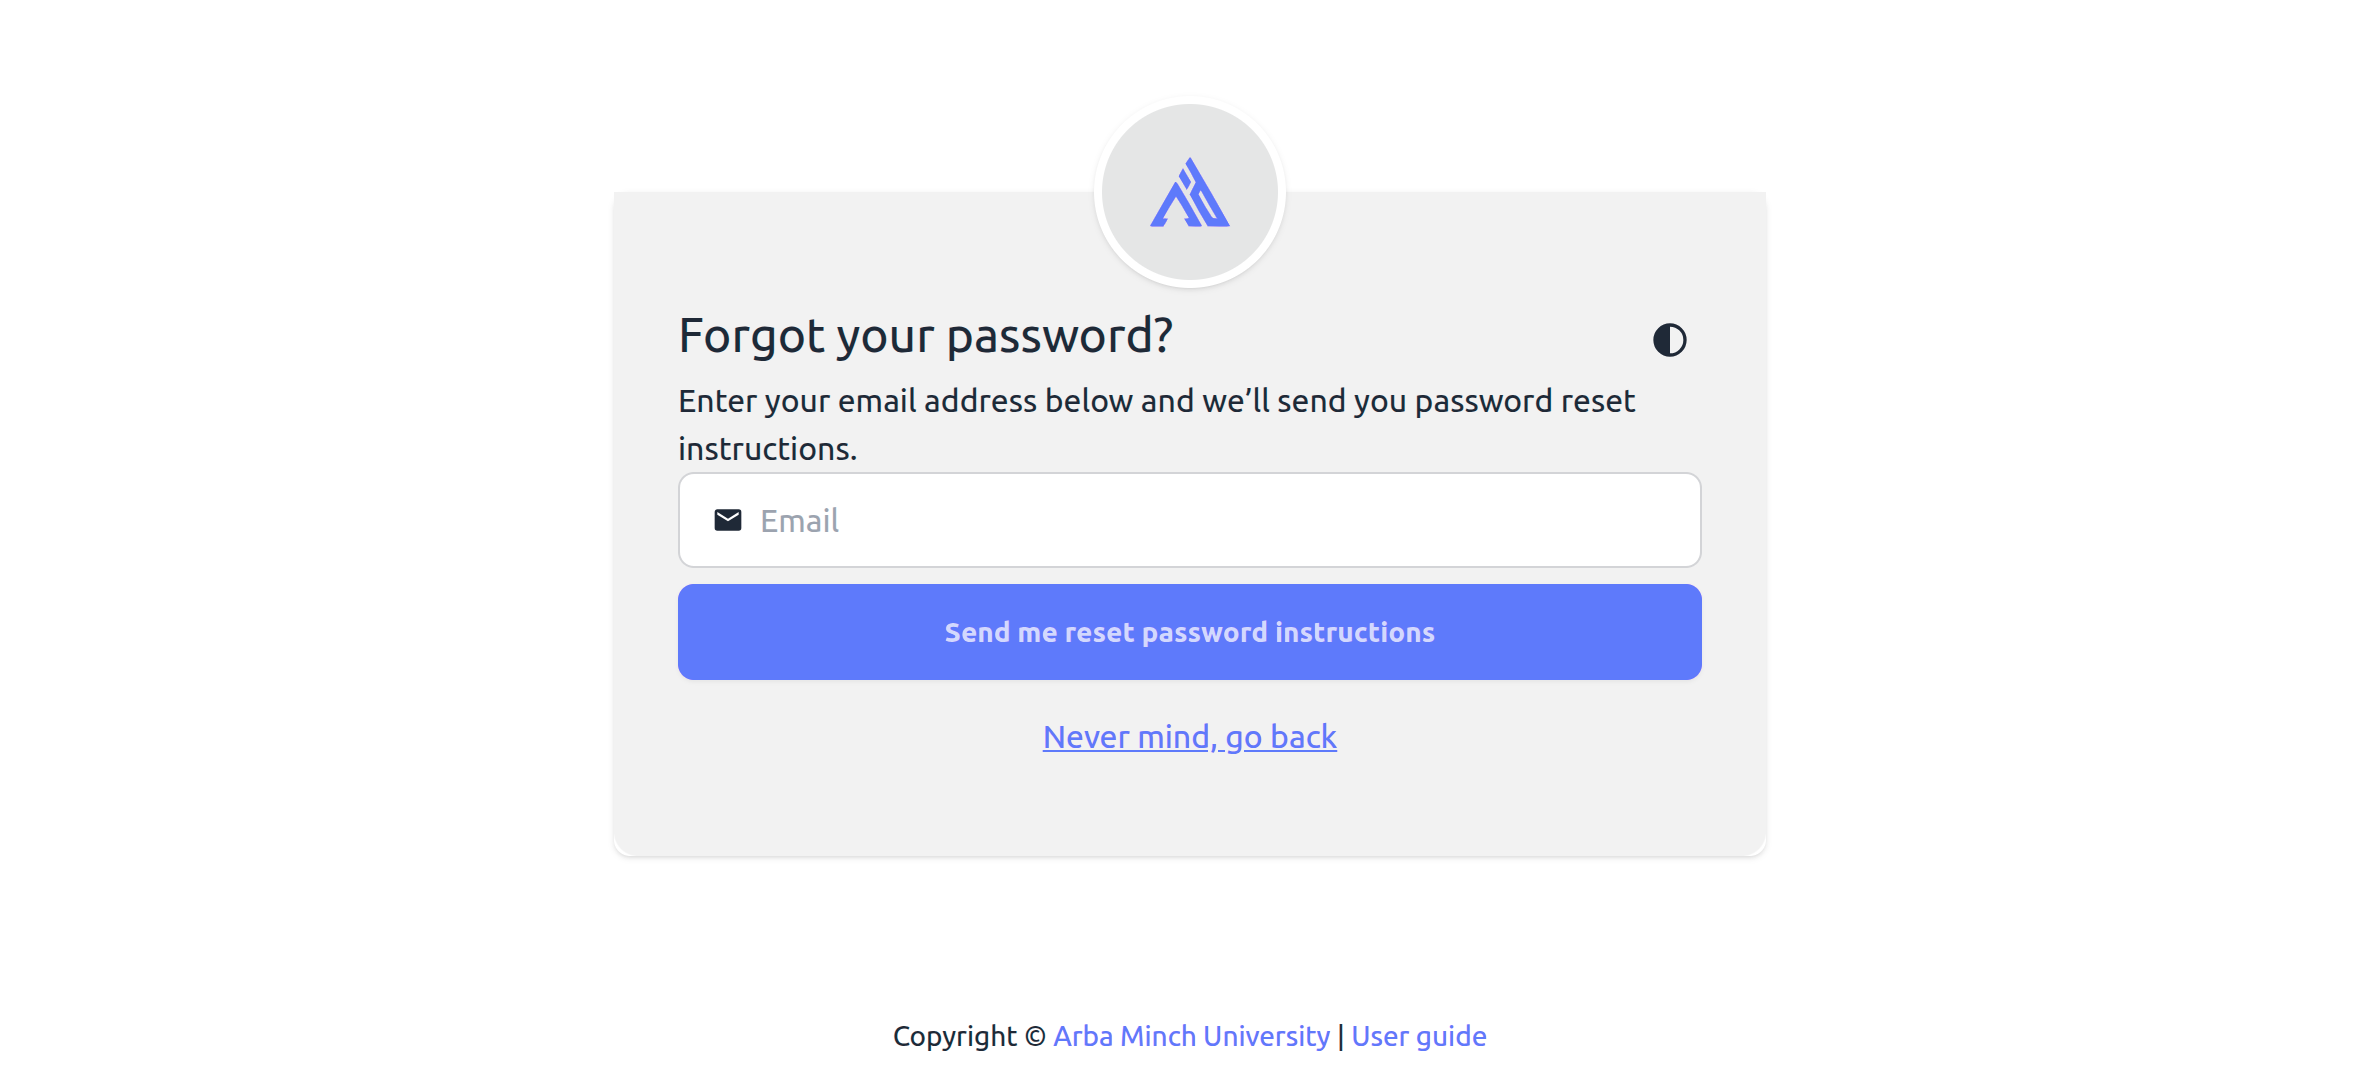 Forgot your password?
Enter your email address below and we’ll send you password reset
instructions.
Email
Send me reset password instructions
Never mind, go back
Copyright © Arba Minch University | User guide